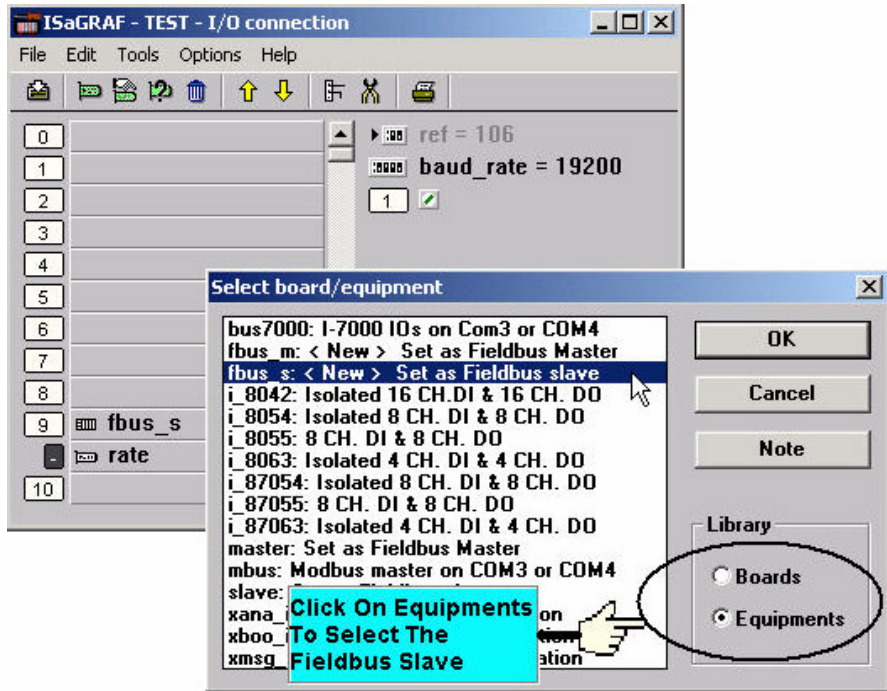 ISaGRAF - TEST - I/O connection
File Edit Tools Options Help
0
1
2
3
4
5
6
7
8
9 fbus_s
rate
10
ref = 106
baud_rate = 19200
1
Select board/equipment
bus7000: I-7000 IOs on Com3 or COM4
fbus_m: < New > Set as Fieldbus Master
fbus_s: < New > Set as Fieldbus slave
i_8042: Isolated 16 CH.DI & 16 CH. DO
i_8054: Isolated 8 CH. DI & 8 CH. DO
i_8055: 8 CH. DI & 8 CH. DO
i_8063: Isolated 4 CH. DI & 4 CH. DO
i_87054: Isolated 8 CH. DI & 8 CH. DO
i_87055: 8 CH. DI & 8 CH. DO
i_87063: Isolated 4 CH. DI & 4 CH. DO
master: Set as Fieldbus Master
mbus: Modbus master on COM3 or COM4
slave:
xana_
xboo_
xmsg_
on
ation
Click On Equipments
To Select The
Fieldbus Slave
OK
Cancel
Note
Library
Boards
Equipments